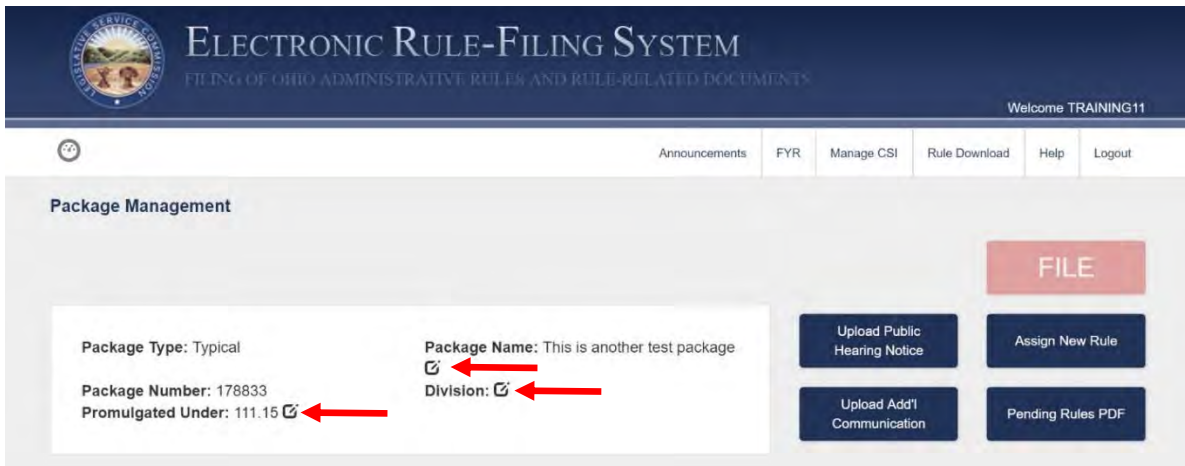 LEGISLATIVE SERVICE COMMISSION
ELECTRONIC RULE-FILING SYSTEM
FILING OF OHIO ADMINISTRATIVE RULES AND RULE-RELATED DOCUMENTS
Welcome TRAINING11
Announcements FYR Manage CSI Rule Download Help Logout
Package Management
FILE
Package Type: Typical
Package Name: This is another test package
Package Number: 178833
Division:
Promulgated Under: 111.15
Upload Public
Hearing Notice
Assign New Rule
Upload Add'l
Communication
Pending Rules PDF